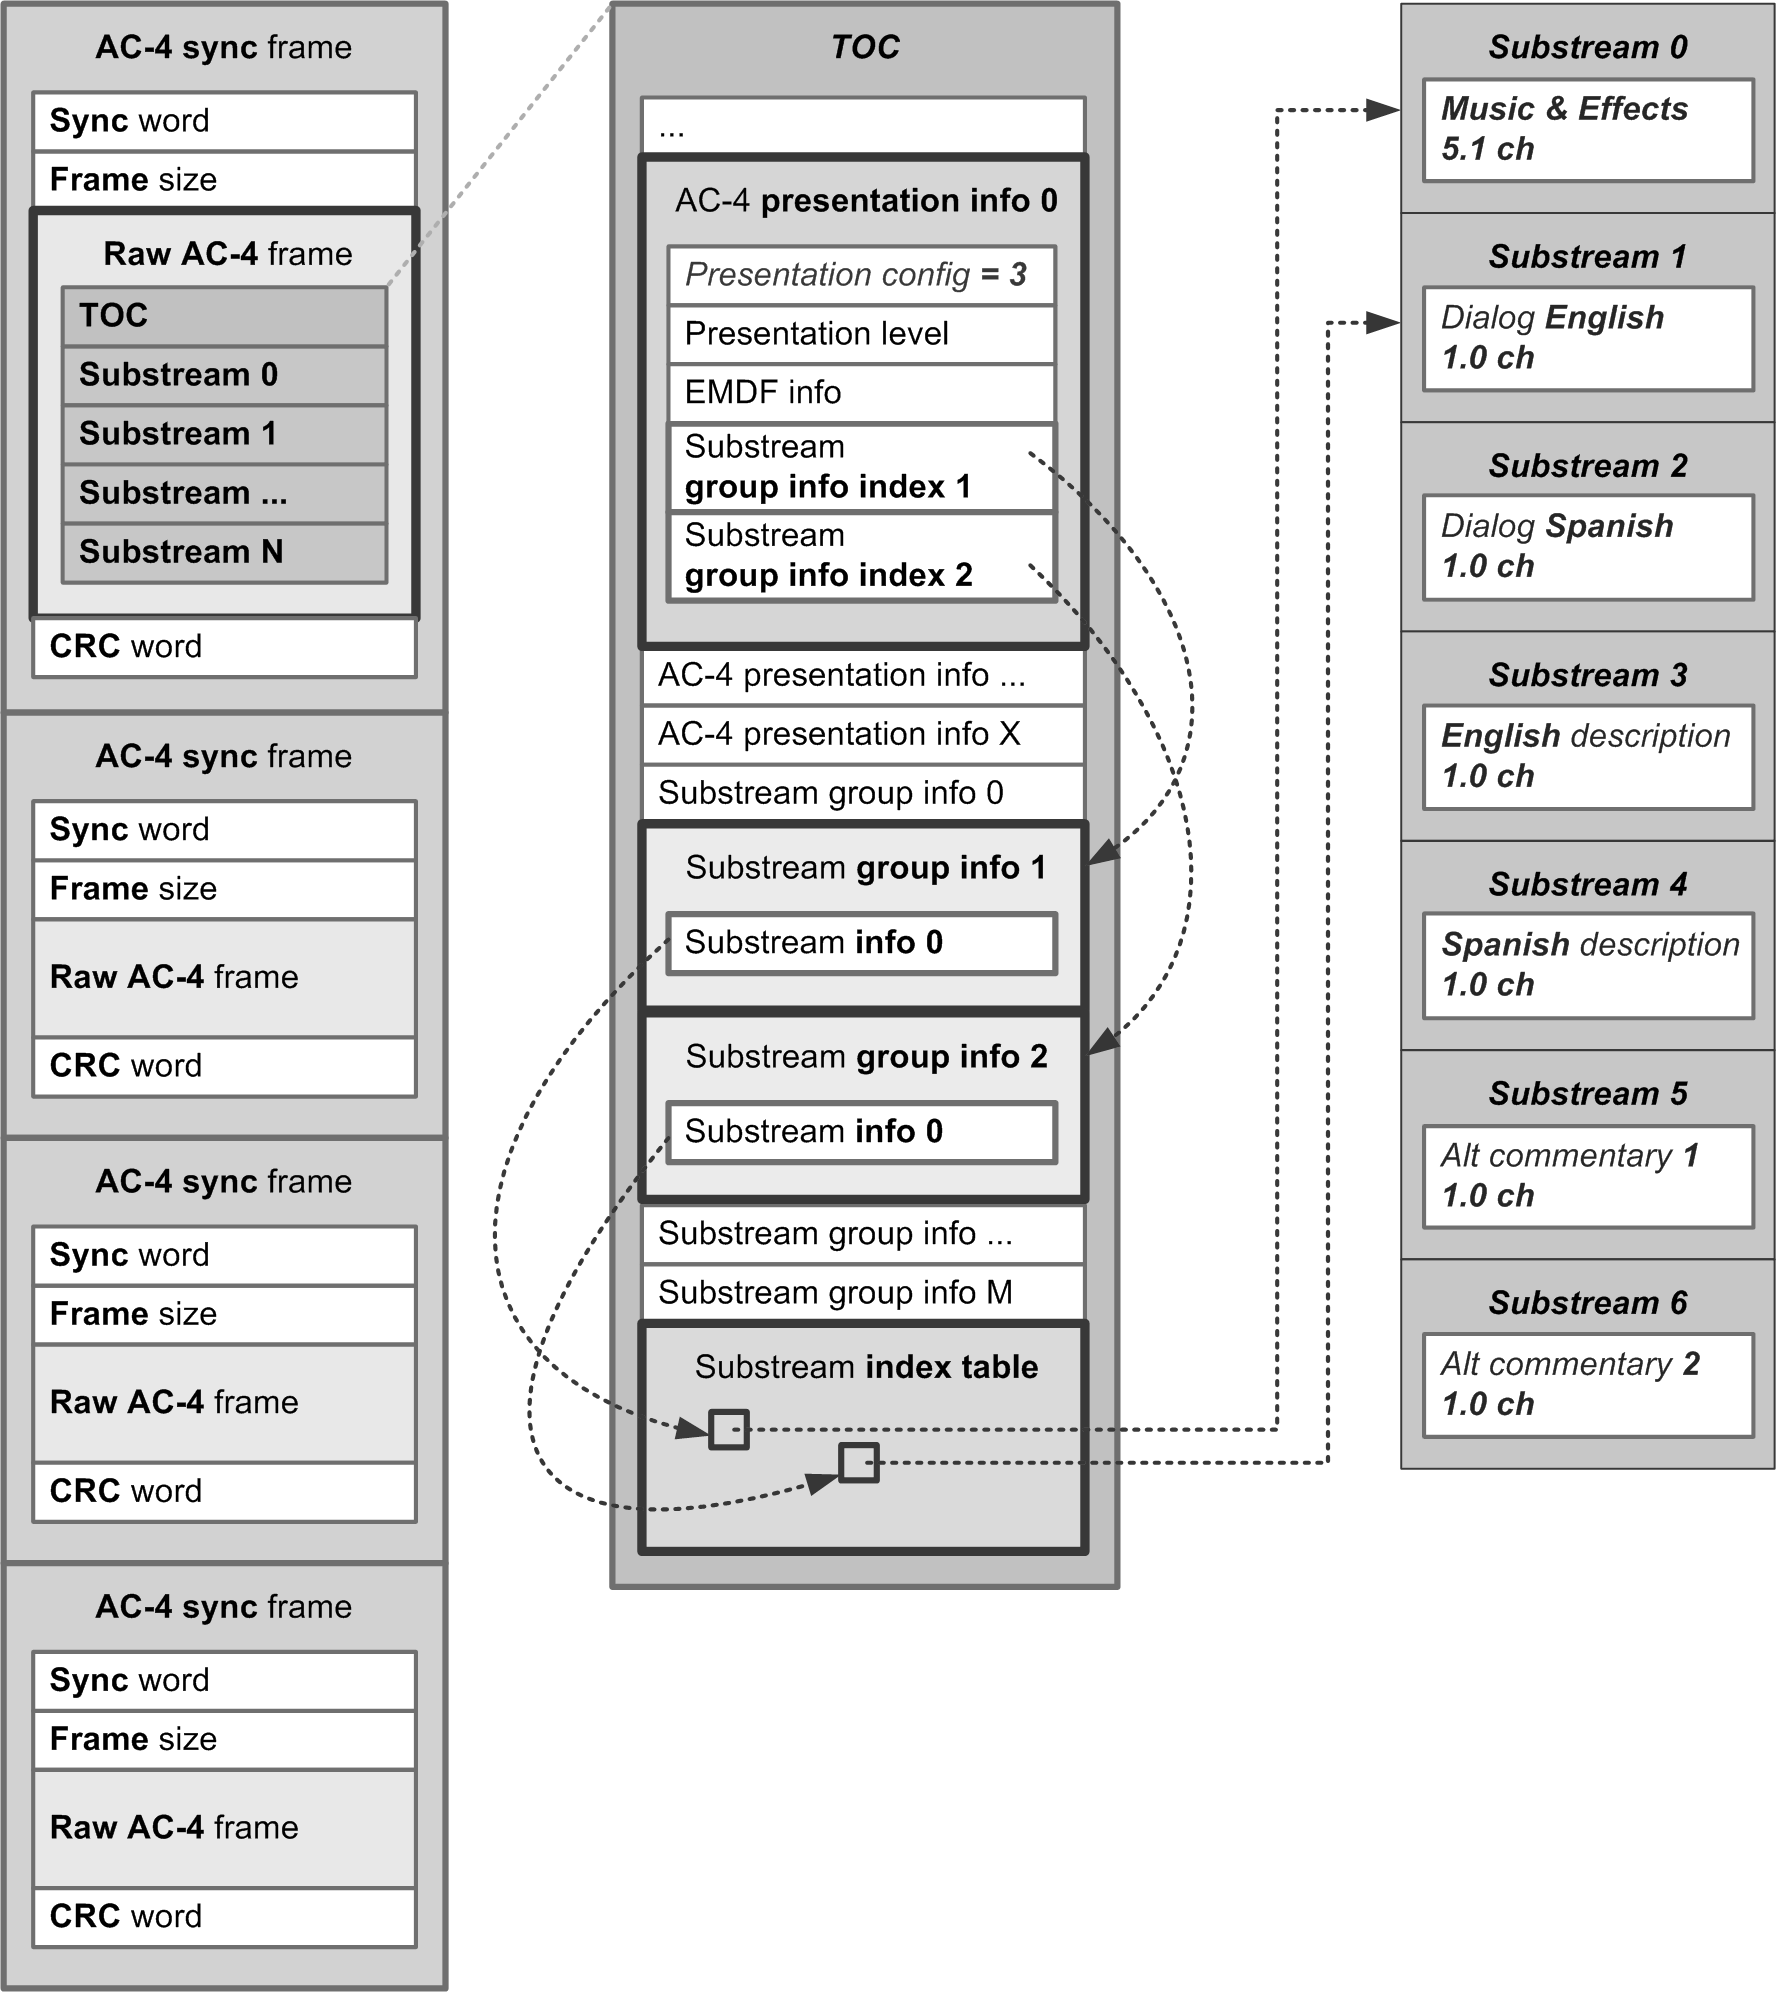 AC-4 sync frame
Sync word
Frame size
Raw AC-4 frame
TOC
Substream 0
Substream 1
Substream ...
Substream N
CRC word
AC-4 sync frame
Sync word
Frame size
Raw AC-4 frame
CRC word
AC-4 sync frame
Sync word
Frame size
Raw AC-4 frame
CRC word
AC-4 sync frame
Sync word
Frame size
Raw AC-4 frame
CRC word
TOC
...
AC-4 presentation info 0
Presentation config = 3
Presentation level
EMDF info
Substream
group info index 1
Substream
group info index 2
AC-4 presentation info ...
AC-4 presentation info X
Substream group info 0
Substream group info 1
Substream info 0
Substream group info 2
Substream info 0
Substream group info ...
Substream group info M
Substream index table
Substream 0
Music & Effects
5.1 ch
Substream 1
Dialog English
1.0 ch
Substream 2
Dialog Spanish
1.0 ch
Substream 3
English description
1.0 ch
Substream 4
Spanish description
1.0 ch
Substream 5
Alt commentary 1
1.0 ch
Substream 6
Alt commentary 2
1.0 ch